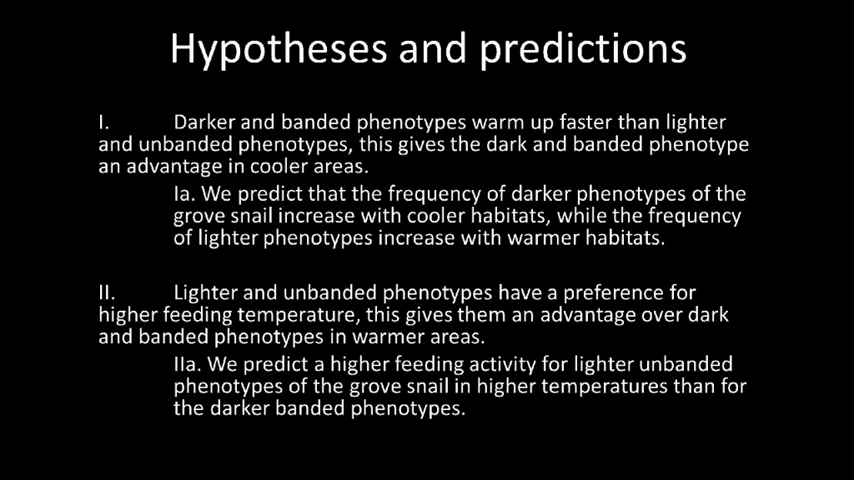 Hypotheses and predictions
I. Darker and banded phenotypes warm up faster than lighter
and unbanded phenotypes, this gives the dark and banded phenotype
an advantage in cooler areas.
Ia. We predict that the frequency of darker phenotypes of the
grove snail increase with cooler habitats, while the frequency
of lighter phenotypes increase with warmer habitats.
II. Lighter and unbanded phenotypes have a preference for
higher feeding temperature, this gives them an advantage over dark
and banded phenotypes in warmer areas.
IIa. We predict a higher feeding activity for lighter unbanded
phenotypes of the grove snail in higher temperatures than for
the darker banded phenotypes.